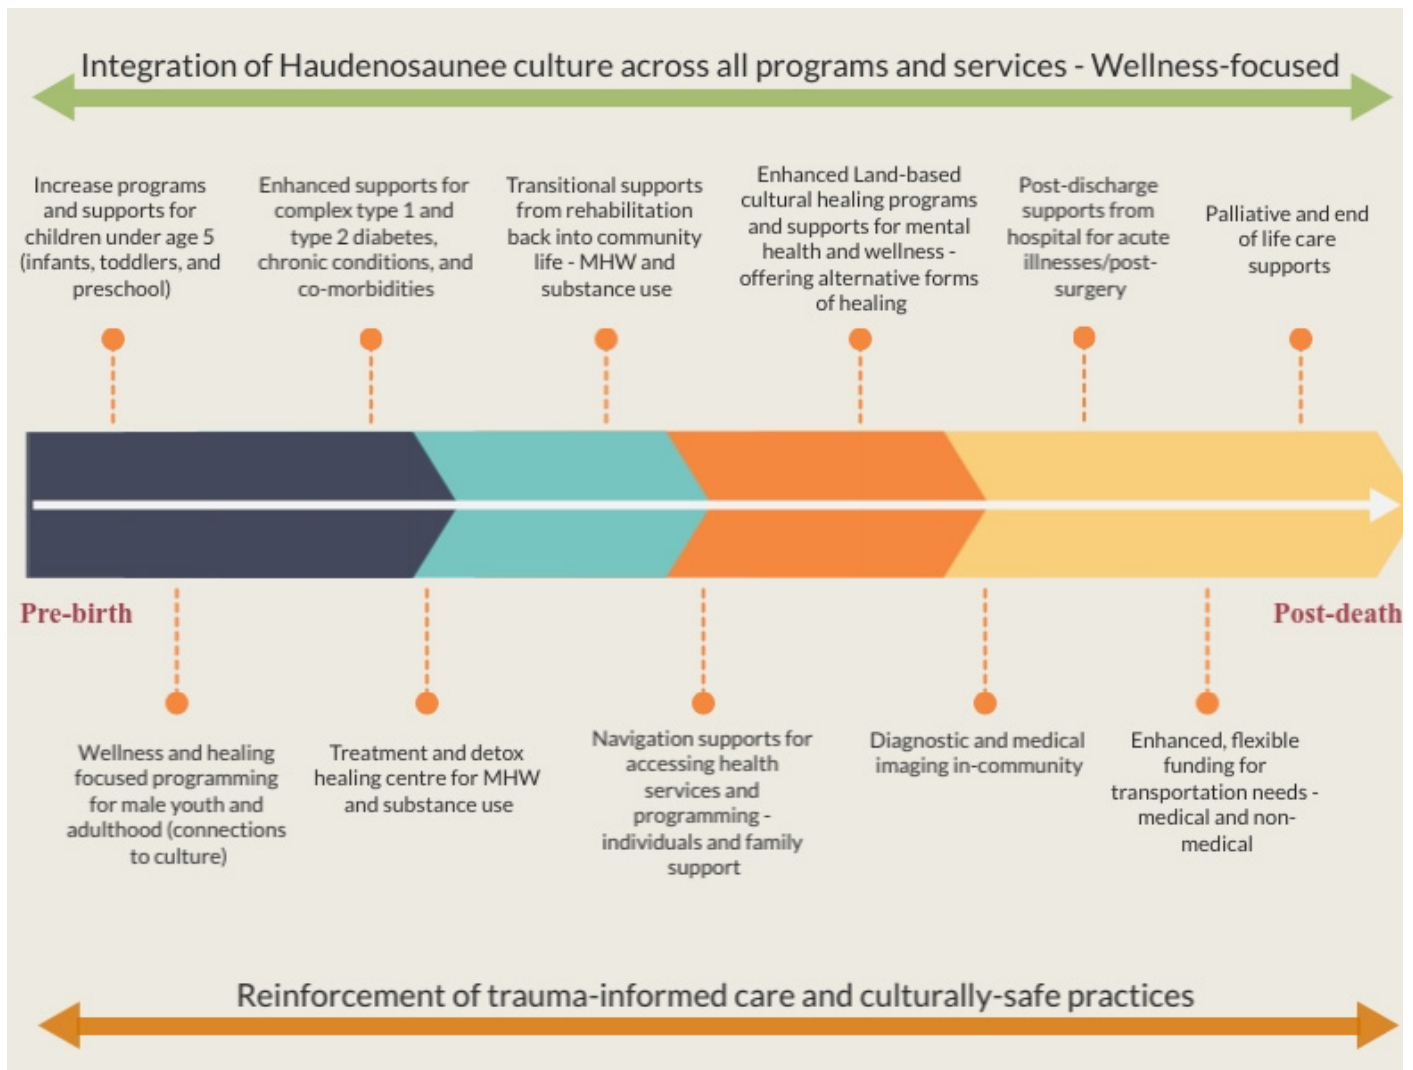 Integration of Haudenosaunee culture across all programs and services - Wellness-focused
Increase programs
and supports for
children under age 5
(infants, toddlers, and
preschool)
Enhanced supports for
complex type 1 and
type 2 diabetes,
chronic conditions, and
co-morbidities
Transitional supports
from rehabilitation
back into community
life - MHW and
substance use
Enhanced Land-based
cultural healing programs
and supports for mental
health and wellness -
offering alternative forms
of healing
Post-discharge
supports from
hospital for acute
illnesses/post-
surgery
Palliative and end
of life care
supports
Pre-birth
Post-death
Wellness and healing
focused programming
for male youth and
adulthood (connections
to culture)
Treatment and detox
healing centre for MHW
and substance use
Navigation supports for
accessing health
services and
programming -
individuals and family
support
Diagnostic and medical
imaging in-community
Enhanced, flexible
funding for
transportation needs -
medical and non-
medical
Reinforcement of trauma-informed care and culturally-safe practices